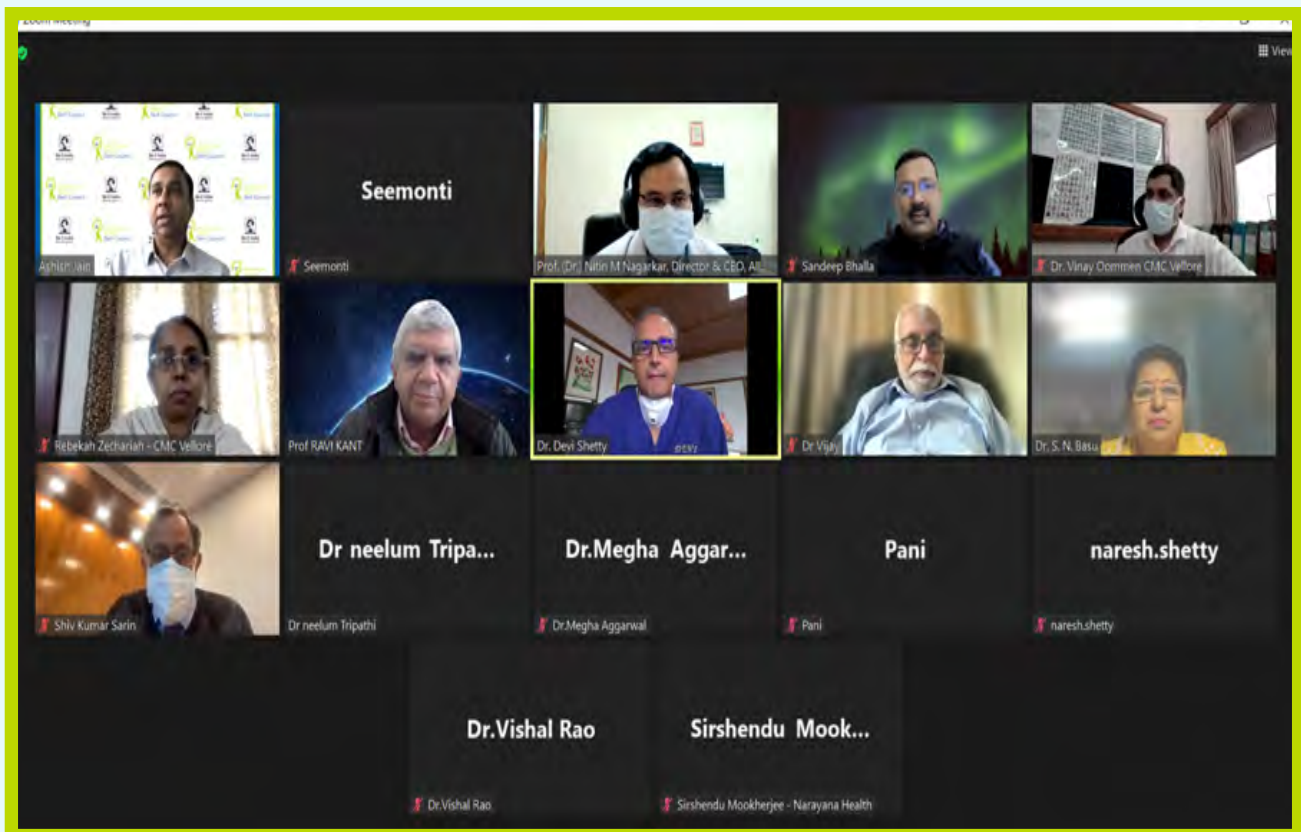 Zoom Meeting
View
Ashish Jain
Seemonti
Seemonti
Prof. (Dr.) Nitin M Nagarkar, Director & CEO, AII...
Sandeep Bhalla
Dr. Vinay Oommen CMC Vellore
Rebekah Zechariah - CMC Vellore
Prof RAVI KANT
Dr. Devi Shetty
DEVI
Dr Vijay
Dr. S. N. Basu
Shiv Kumar Sarin
Dr neelum Tripa...
Dr neelum Tripathi
Dr.Megha Aggar...
Dr.Megha Aggarwal
Pani
Pani
naresh.shetty
naresh.shetty
Dr.Vishal Rao
Dr.Vishal Rao
Sirshendu Mook...
Sirshendu Mookherjee - Narayana Health